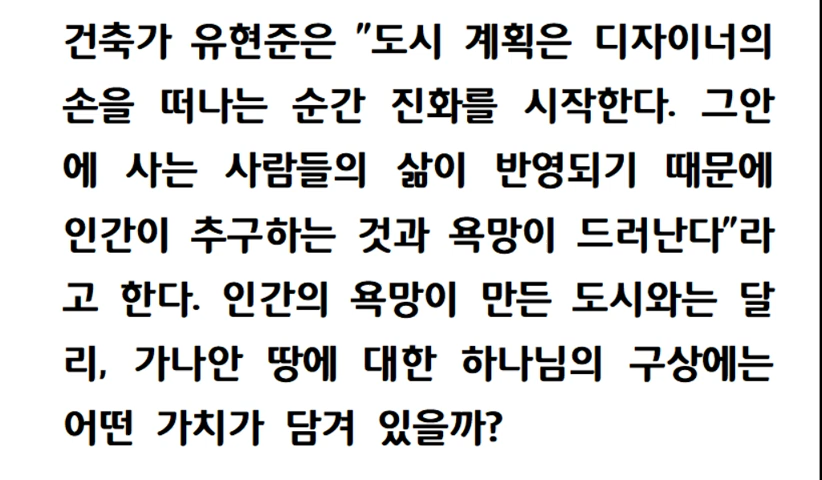 건축가 유현준은 "도시 계획은 디자이너의
손을 떠나는 순간 진화를 시작한다. 그안
에 사는 사람들의 삶이 반영되기 때문에
인간이 추구하는 것과 욕망이 드러난다"라
고 한다. 인간의 욕망이 만든 도시와는 달
리, 가나안 땅에 대한 하나님의 구상에는
어떤 가치가 담겨 있을까?